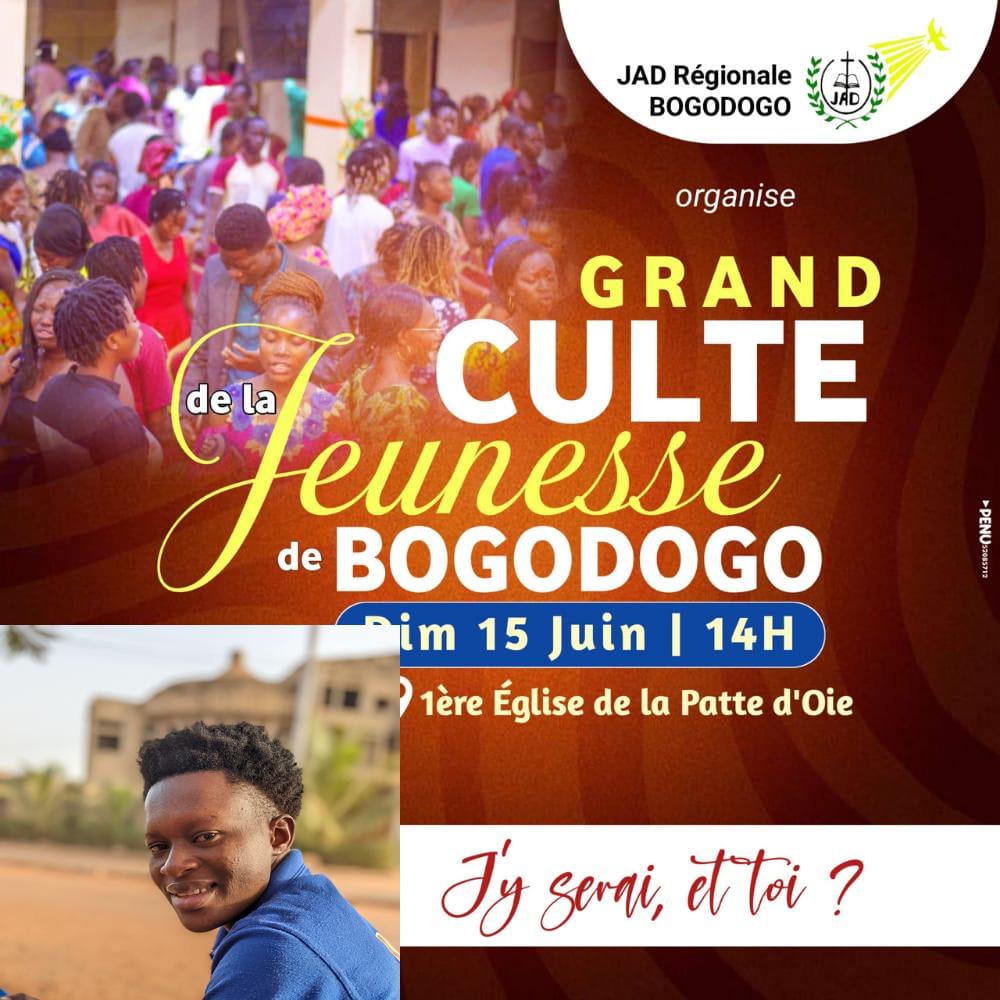 JAD Régionale
BOGODOGO
JAD
organise
GRAND
CULTE
de la
Jeunesse
de BOGODOGO
Dim 15 Juin | 14H
1ère Église de la Patte d'Oie
J'y serai, et toi ?
PENU